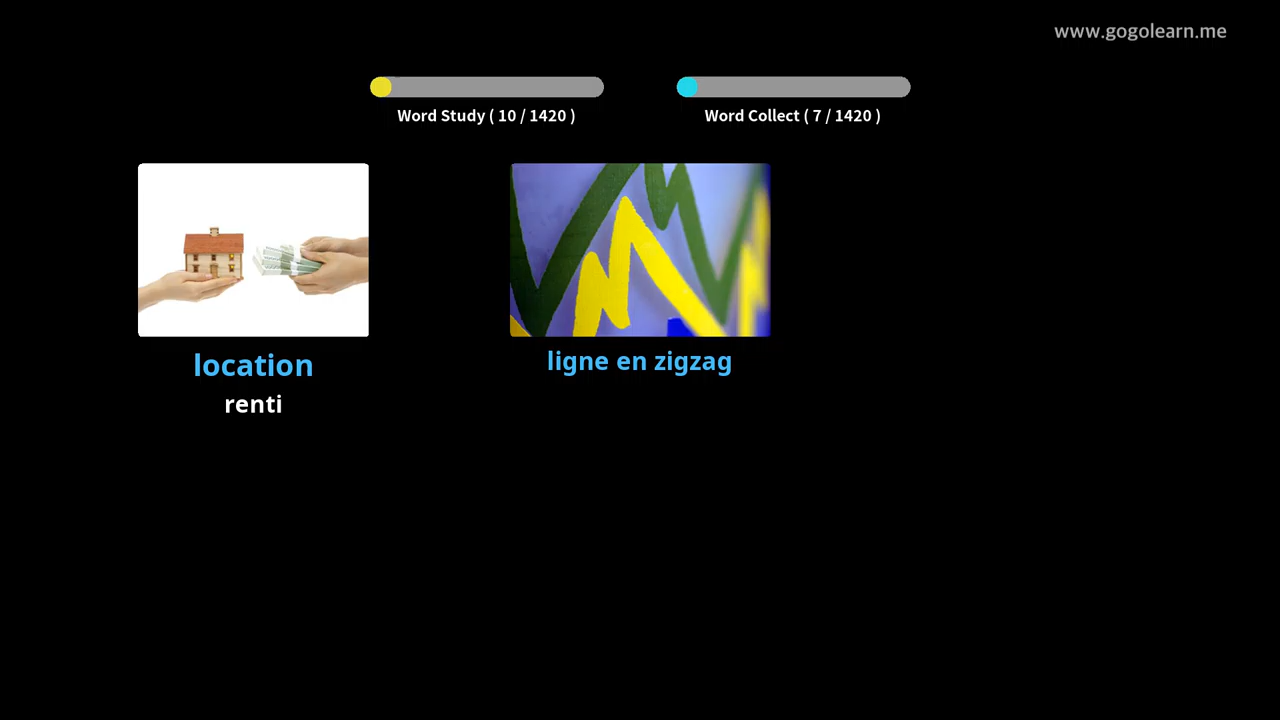 www.gogolearn.me
Word Study ( 10 / 1420 )
Word Collect ( 7 / 1420 )
location
renti
ligne en zigzag